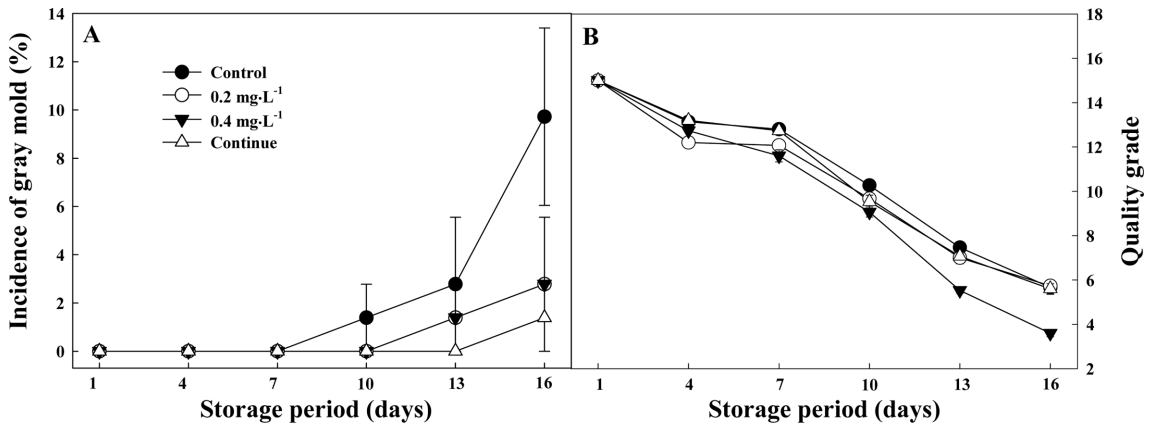 A
Incidence of gray mold (%)
14
12
10
8
6
4
2
0
Control
0.2 mg·L⁻¹
0.4 mg·L⁻¹
Continue
1 4 7 10 13 16
Storage period (days)
B
18
16
14
12
10
8
6
4
2
Quality grade
1 4 7 10 13 16
Storage period (days)